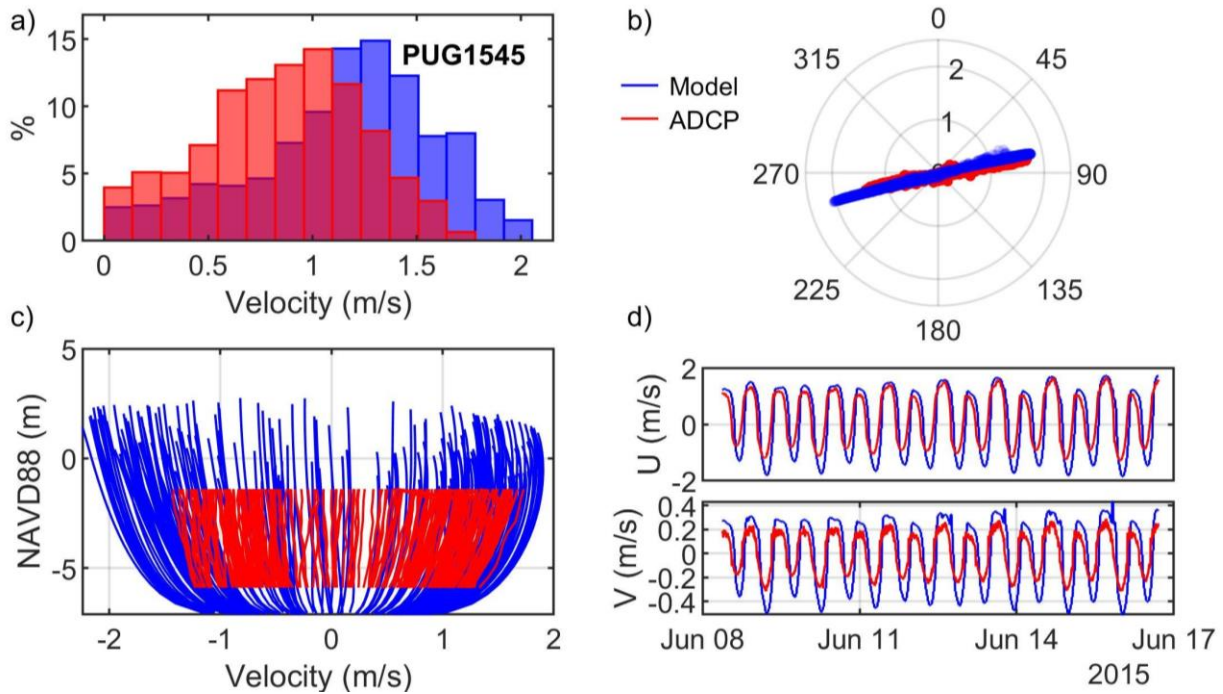 a)
PUG1545
15
10
5
0
%
0
0.5
1
1.5
2
Velocity (m/s)
b)
0
45
90
135
180
225
270
315
2
1
0
Model
ADCP
c)
5
0
-5
NAVD88 (m)
-2
-1
0
1
2
Velocity (m/s)
d)
2
0
-2
U (m/s)
0.4
0.2
0
-0.2
-0.4
V (m/s)
Jun 08
Jun 11
Jun 14
Jun 17
2015